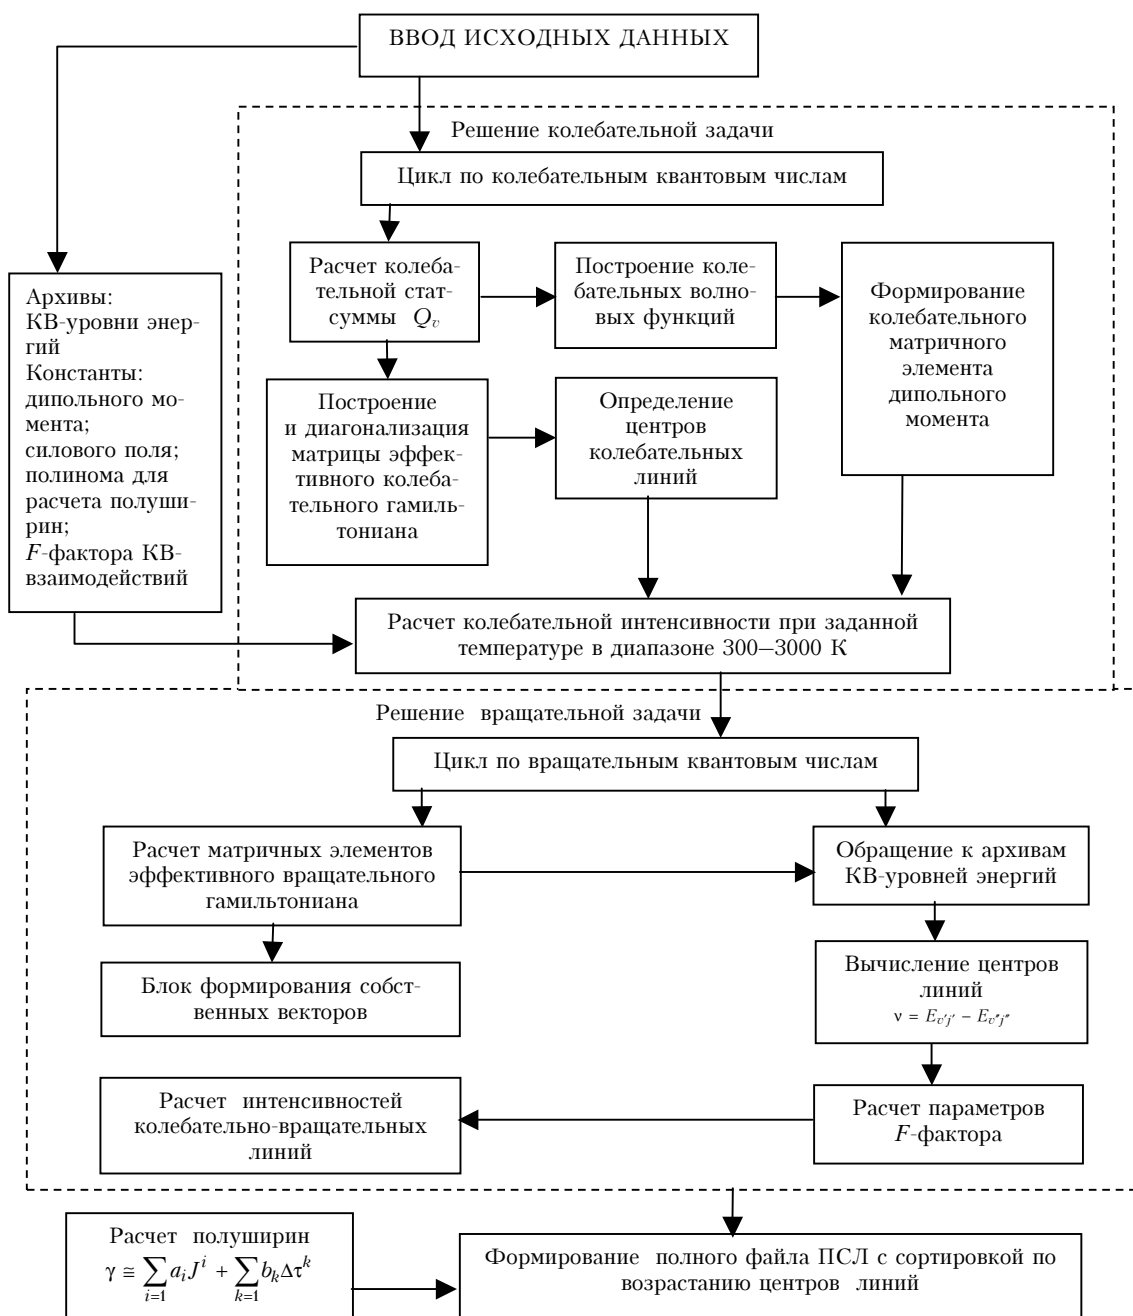 ВВОД ИСХОДНЫХ ДАННЫХ
Решение колебательной задачи
Цикл по колебательным квантовым числам
Архивы:
КВ-уровни энер-
гий
Константы:
дипольного мо-
мента;
силового поля;
полинома для
расчета полуши-
рин;
F-фактора КВ-
взаимодействий
Расчет колеба-
тельной стат-
суммы Q_v
Построение коле-
бательных волно-
вых функций
Формирование
колебательного
матричного
элемента
дипольного
момента
Построение
и диагонализация
матрицы эффек-
тивного колеба-
тельного гамиль-
тониана
Определение
центров
колебательных
линий
Расчет колебательной интенсивности при заданной
температуре в диапазоне 300–3000 К
Решение вращательной задачи
Цикл по вращательным квантовым числам
Расчет матричных элементов
эффективного вращательного
гамильтониана
Обращение к архивам
КВ-уровней энергий
Блок формирования собст-
венных векторов
Вычисление центров
линий
ν = E_{v'j'} – E_{v''j''}
Расчет интенсивностей
колебательно-вращательных
линий
Расчет параметров
F-фактора
Расчет полуширин
γ ≅ ∑_{i=1} a_i J^i + ∑_{k=1} b_k Δτ^k
Формирование полного файла ПСЛ с сортировкой по
возрастанию центров линий